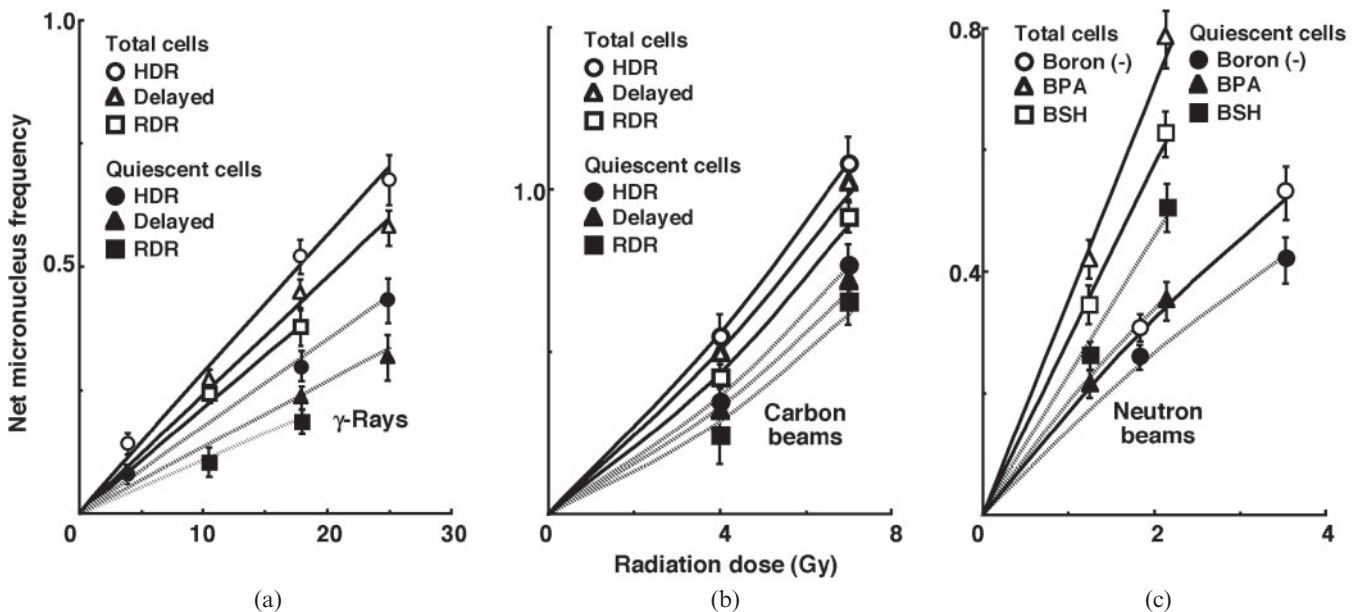 Net micronucleus frequency
1.0
0.5
0
Total cells
HDR
Delayed
RDR
Quiescent cells
HDR
Delayed
RDR
γ-Rays
0 10 20 30
(a)
1.0
Total cells
HDR
Delayed
RDR
Quiescent cells
HDR
Delayed
RDR
Carbon
beams
0 4 8
Radiation dose (Gy)
(b)
0.8
0.4
Total cells
Boron (-)
BPA
BSH
Quiescent cells
Boron (-)
BPA
BSH
Neutron
beams
0 2 4
(c)